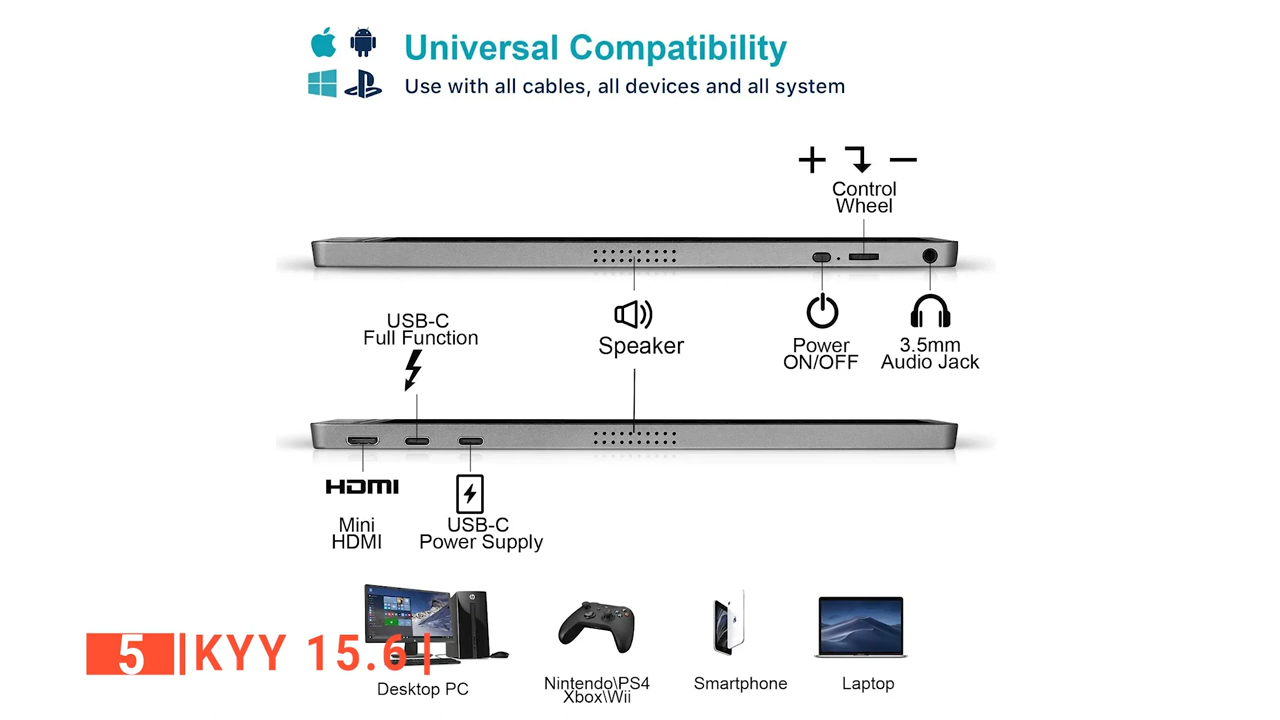 Universal Compatibility
Use with all cables, all devices and all system
Control
Wheel
USB-C
Full Function
Speaker
Power
ON/OFF
3.5mm
Audio Jack
HDMI
Mini
HDMI
USB-C
Power Supply
5
KYY 15.6
Desktop PC
Nintendo\PS4
Xbox\Wii
Smartphone
Laptop